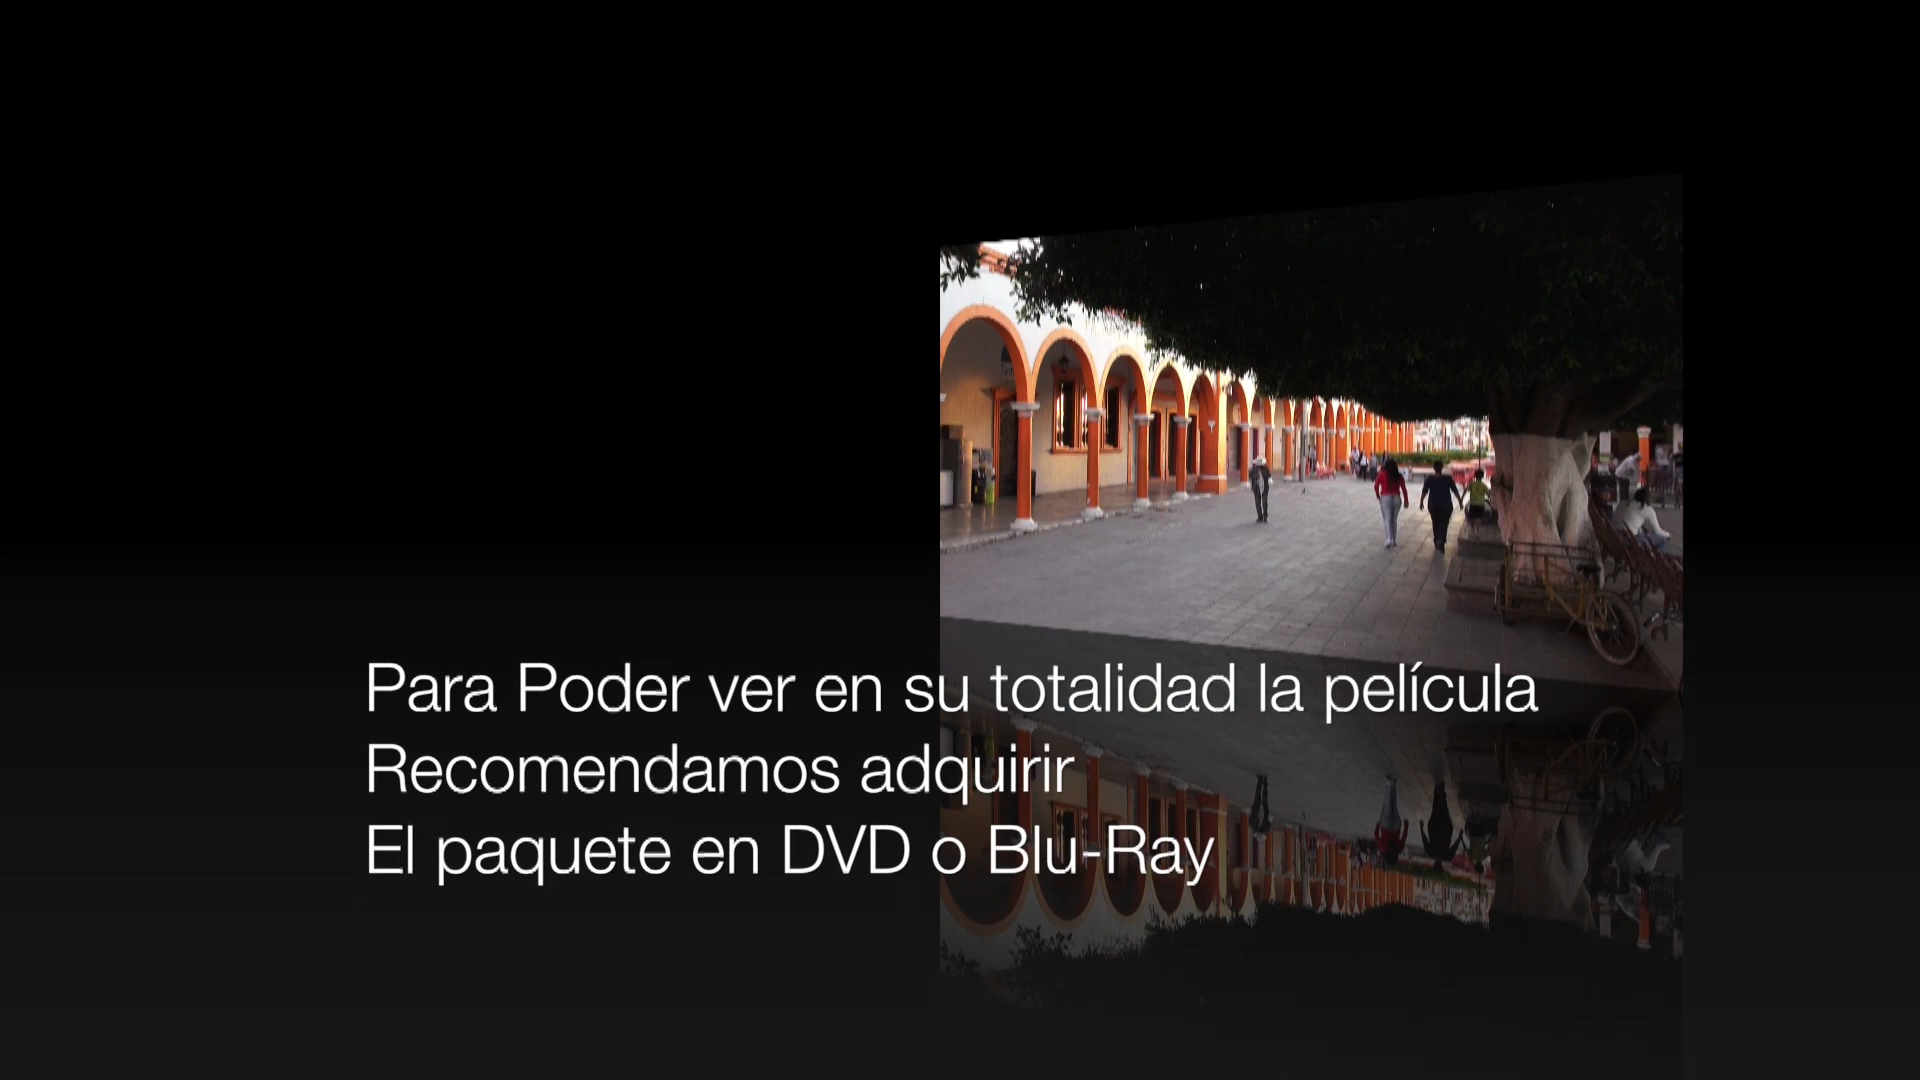 Para Poder ver en su totalidad la película
Recomendamos adquirir
El paquete en DVD o Blu-Ray